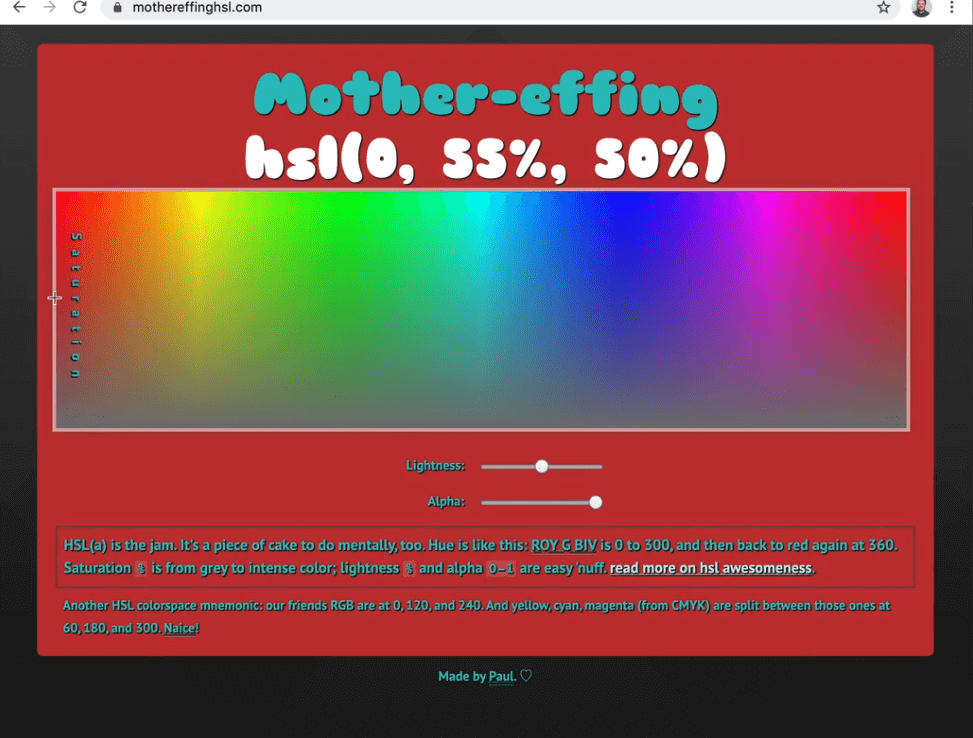 mothereffinghsl.com
Mother-effing
hsl(0, 55%, 50%)
Saturation
Lightness:
Alpha:
HSL(a) is the jam. It's a piece of cake to do mentally, too. Hue is like this: ROY G BIV is 0 to 300, and then back to red again at 360.
Saturation % is from grey to intense color; lightness % and alpha 0-1 are easy 'nuff. read more on hsl awesomeness.
Another HSL colorspace mnemonic: our friends RGB are at 0, 120, and 240. And yellow, cyan, magenta (from CMYK) are split between those ones at
60, 180, and 300. Naice!
Made by Paul. ♡